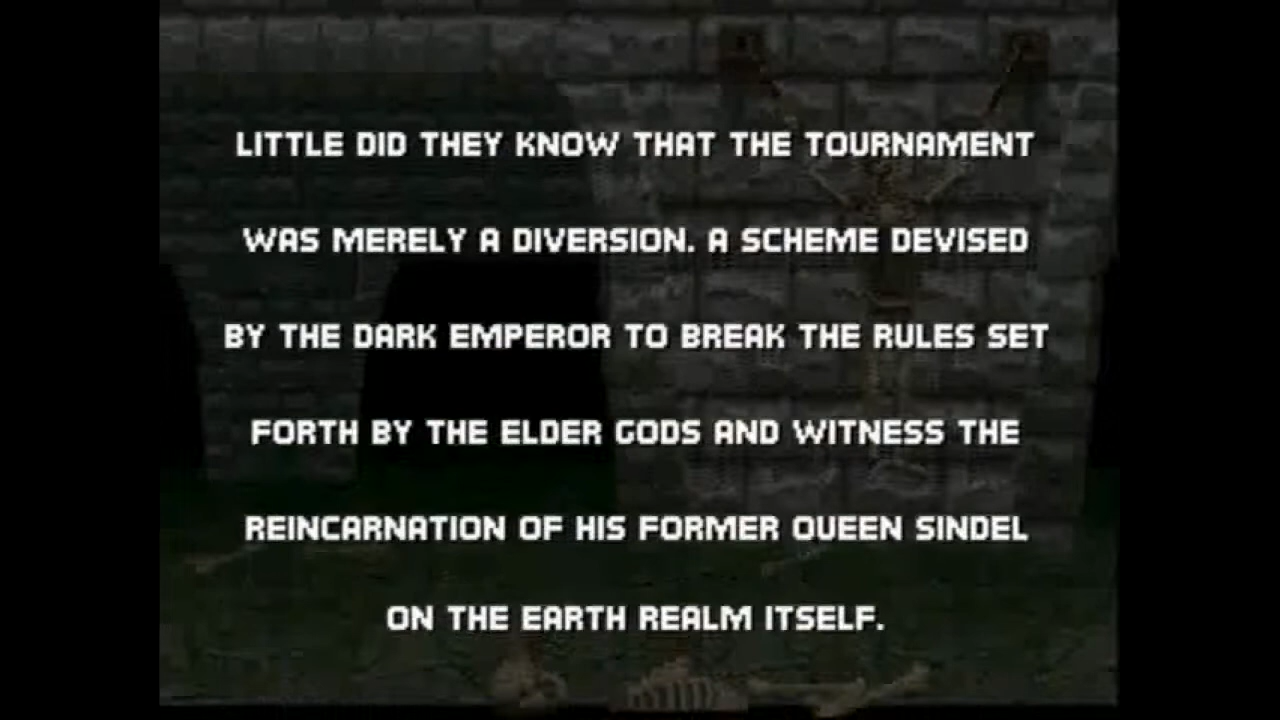 LITTLE DID THEY KNOW THAT THE TOURNAMENT
WAS MERELY A DIVERSION. A SCHEME DEVISED
BY THE DARK EMPEROR TO BREAK THE RULES SET
FORTH BY THE ELDER GODS AND WITNESS THE
REINCARNATION OF HIS FORMER QUEEN SINDEL
ON THE EARTH REALM ITSELF.